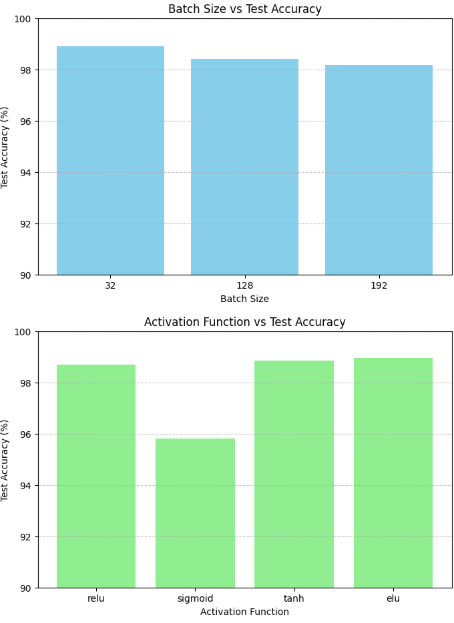 Batch Size vs Test Accuracy
100
98
96
94
92
90
Test Accuracy (%)
32 128 192
Batch Size
Activation Function vs Test Accuracy
100
98
96
94
92
90
Test Accuracy (%)
relu sigmoid tanh elu
Activation Function